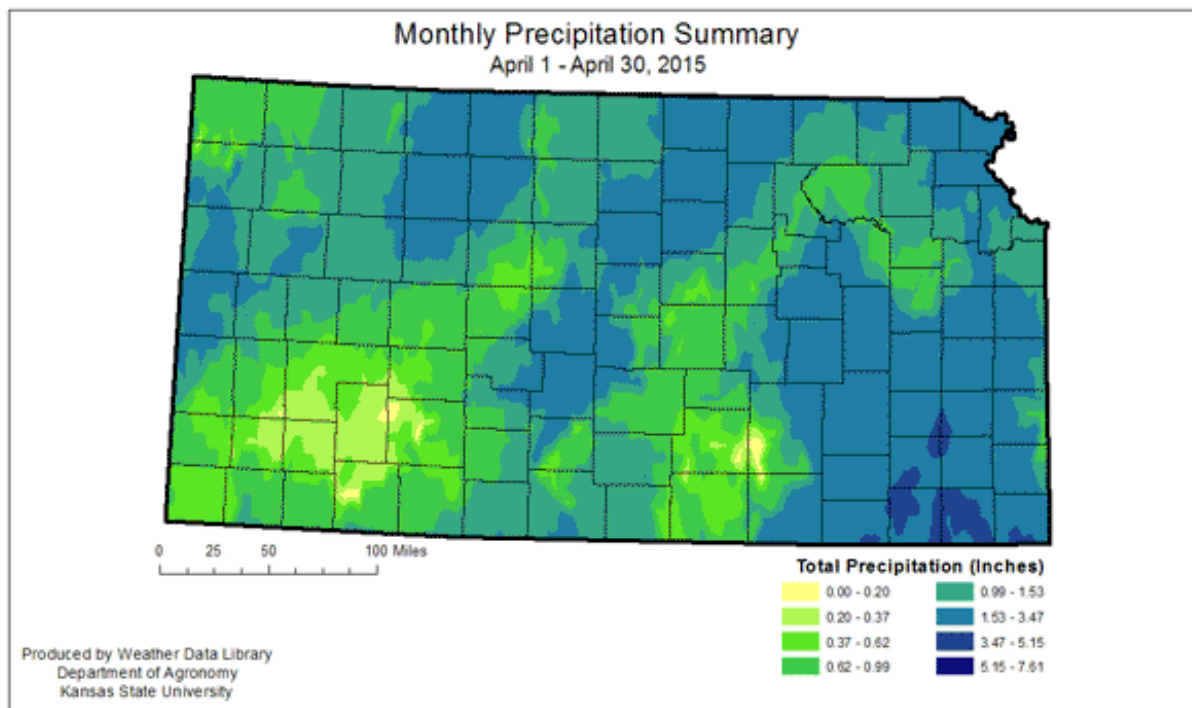 Monthly Precipitation Summary
April 1 - April 30, 2015
0 25 50 100 Miles
Total Precipitation (Inches)
0.00 - 0.20 0.99 - 1.53
0.20 - 0.37 1.53 - 3.47
0.37 - 0.62 3.47 - 5.15
0.62 - 0.99 5.15 - 7.61
Produced by Weather Data Library
Department of Agronomy
Kansas State University